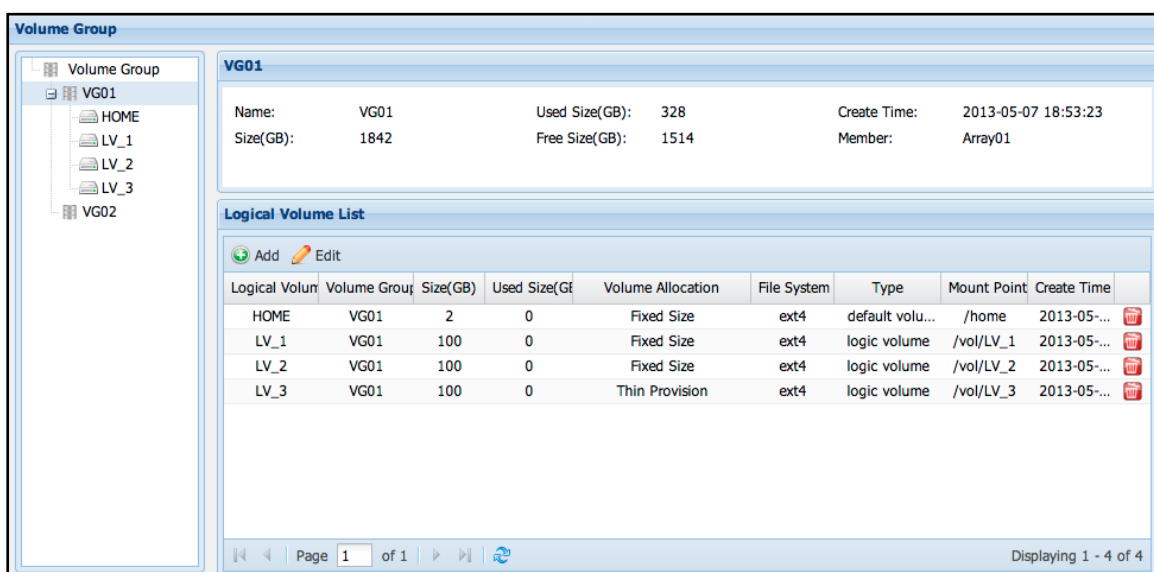 Volume Group
Volume Group
VG01
HOME
LV_1
LV_2
LV_3
VG02
VG01
Name: VG01 Used Size(GB): 328 Create Time: 2013-05-07 18:53:23
Size(GB): 1842 Free Size(GB): 1514 Member: Array01
Logical Volume List
Add Edit
Logical Volum Volume Group Size(GB) Used Size(GE Volume Allocation File System Type Mount Point Create Time
HOME VG01 2 0 Fixed Size ext4 default volu... /home 2013-05-...
LV_1 VG01 100 0 Fixed Size ext4 logic volume /vol/LV_1 2013-05-...
LV_2 VG01 100 0 Fixed Size ext4 logic volume /vol/LV_2 2013-05-...
LV_3 VG01 100 0 Thin Provision ext4 logic volume /vol/LV_3 2013-05-...
Page 1 of 1 Displaying 1 - 4 of 4